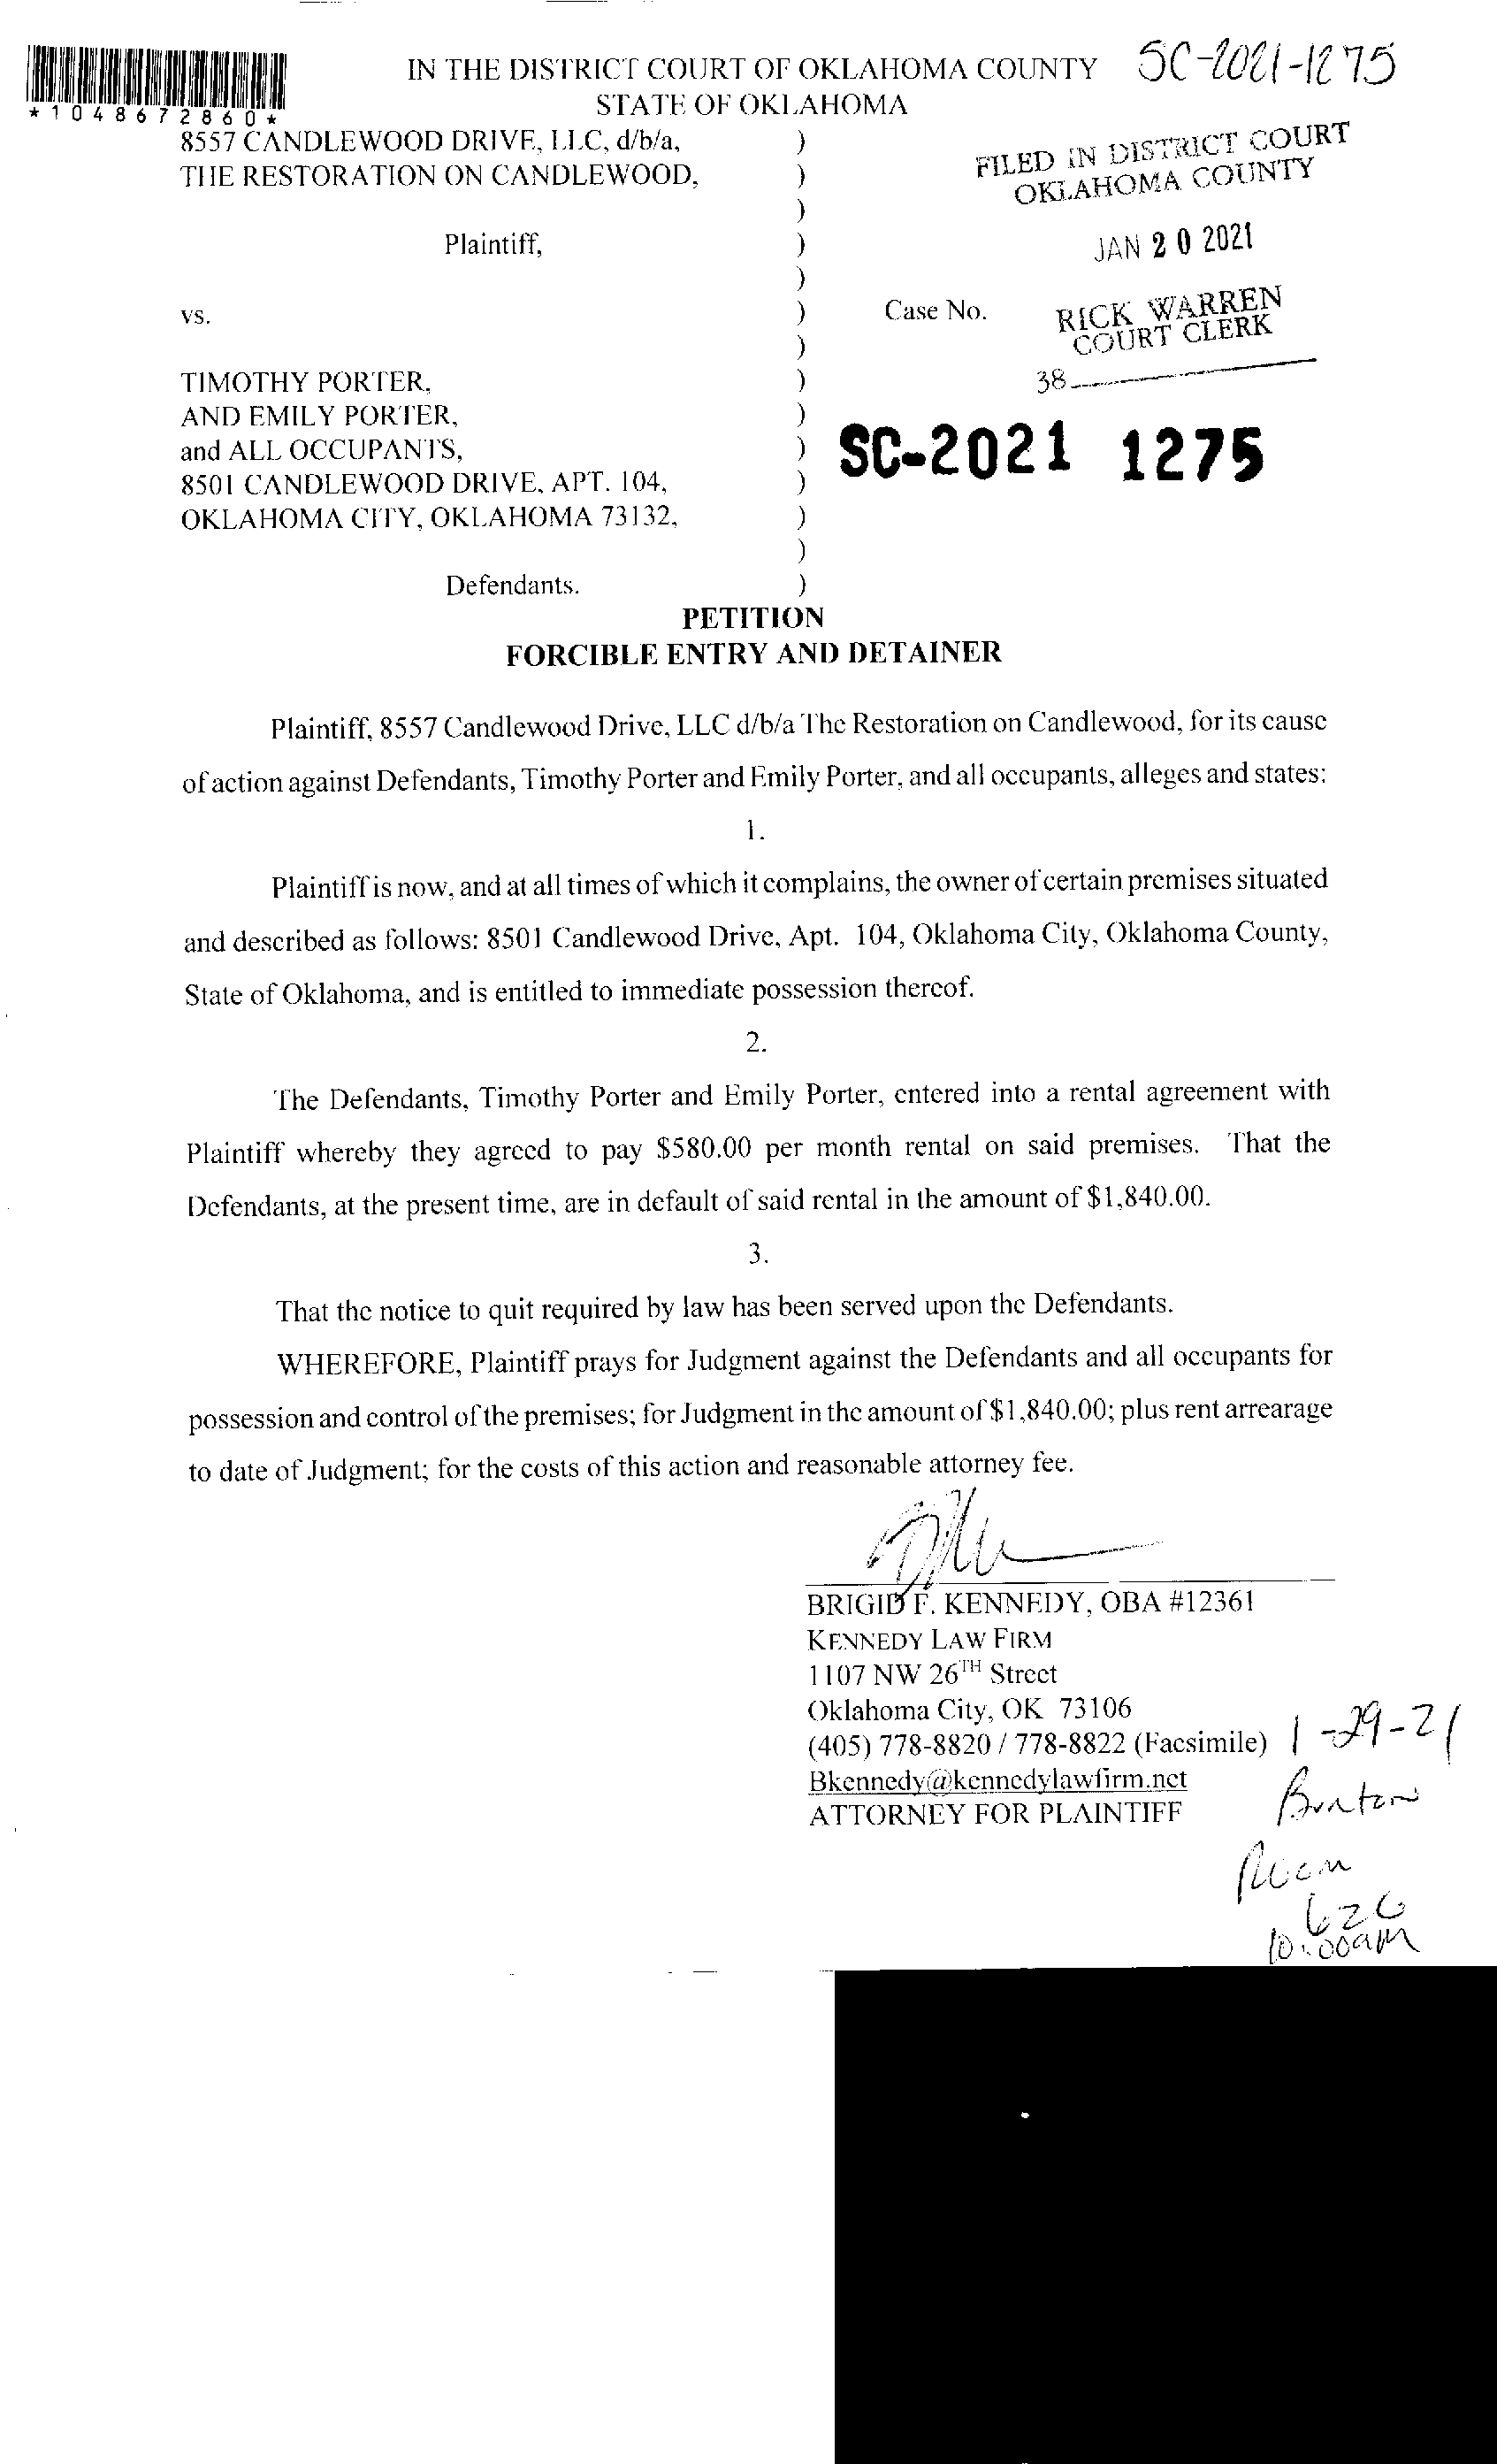 IN THE DISTRICT COURT OF OKLAHOMA COUNTY
SC-2021-1275
STATE OF OKLAHOMA
*1048672860*
8557 CANDLEWOOD DRIVE, LLC, d/b/a, )
THE RESTORATION ON CANDLEWOOD, )
)
Plaintiff, )
)
vs. )
)
TIMOTHY PORTER, )
AND EMILY PORTER, )
and ALL OCCUPANTS, )
8501 CANDLEWOOD DRIVE, APT. 104, )
OKLAHOMA CITY, OKLAHOMA 73132, )
)
Defendants. )
FILED IN DISTRICT COURT
OKLAHOMA COUNTY
JAN 20 2021
Case No.
RICK WARREN
COURT CLERK
38
SC-2021 1275
PETITION
FORCIBLE ENTRY AND DETAINER
Plaintiff, 8557 Candlewood Drive, LLC d/b/a The Restoration on Candlewood, for its cause
of action against Defendants, Timothy Porter and Emily Porter, and all occupants, alleges and states:
1.
Plaintiff is now, and at all times of which it complains, the owner of certain premises situated
and described as follows: 8501 Candlewood Drive, Apt. 104, Oklahoma City, Oklahoma County,
State of Oklahoma, and is entitled to immediate possession thereof.
2.
The Defendants, Timothy Porter and Emily Porter, entered into a rental agreement with
Plaintiff whereby they agreed to pay $580.00 per month rental on said premises. That the
Defendants, at the present time, are in default of said rental in the amount of $1,840.00.
3.
That the notice to quit required by law has been served upon the Defendants.
WHEREFORE, Plaintiff prays for Judgment against the Defendants and all occupants for
possession and control of the premises; for Judgment in the amount of $1,840.00; plus rent arrearage
to date of Judgment; for the costs of this action and reasonable attorney fee.
BRIGID F. KENNEDY, OBA #12361
KENNEDY LAW FIRM
1107 NW 26TH Street
Oklahoma City, OK 73106
(405) 778-8820 / 778-8822 (Facsimile)
Bkennedy@kennedylawfirm.net
ATTORNEY FOR PLAINTIFF
1-29-21
Room
626
10:00am